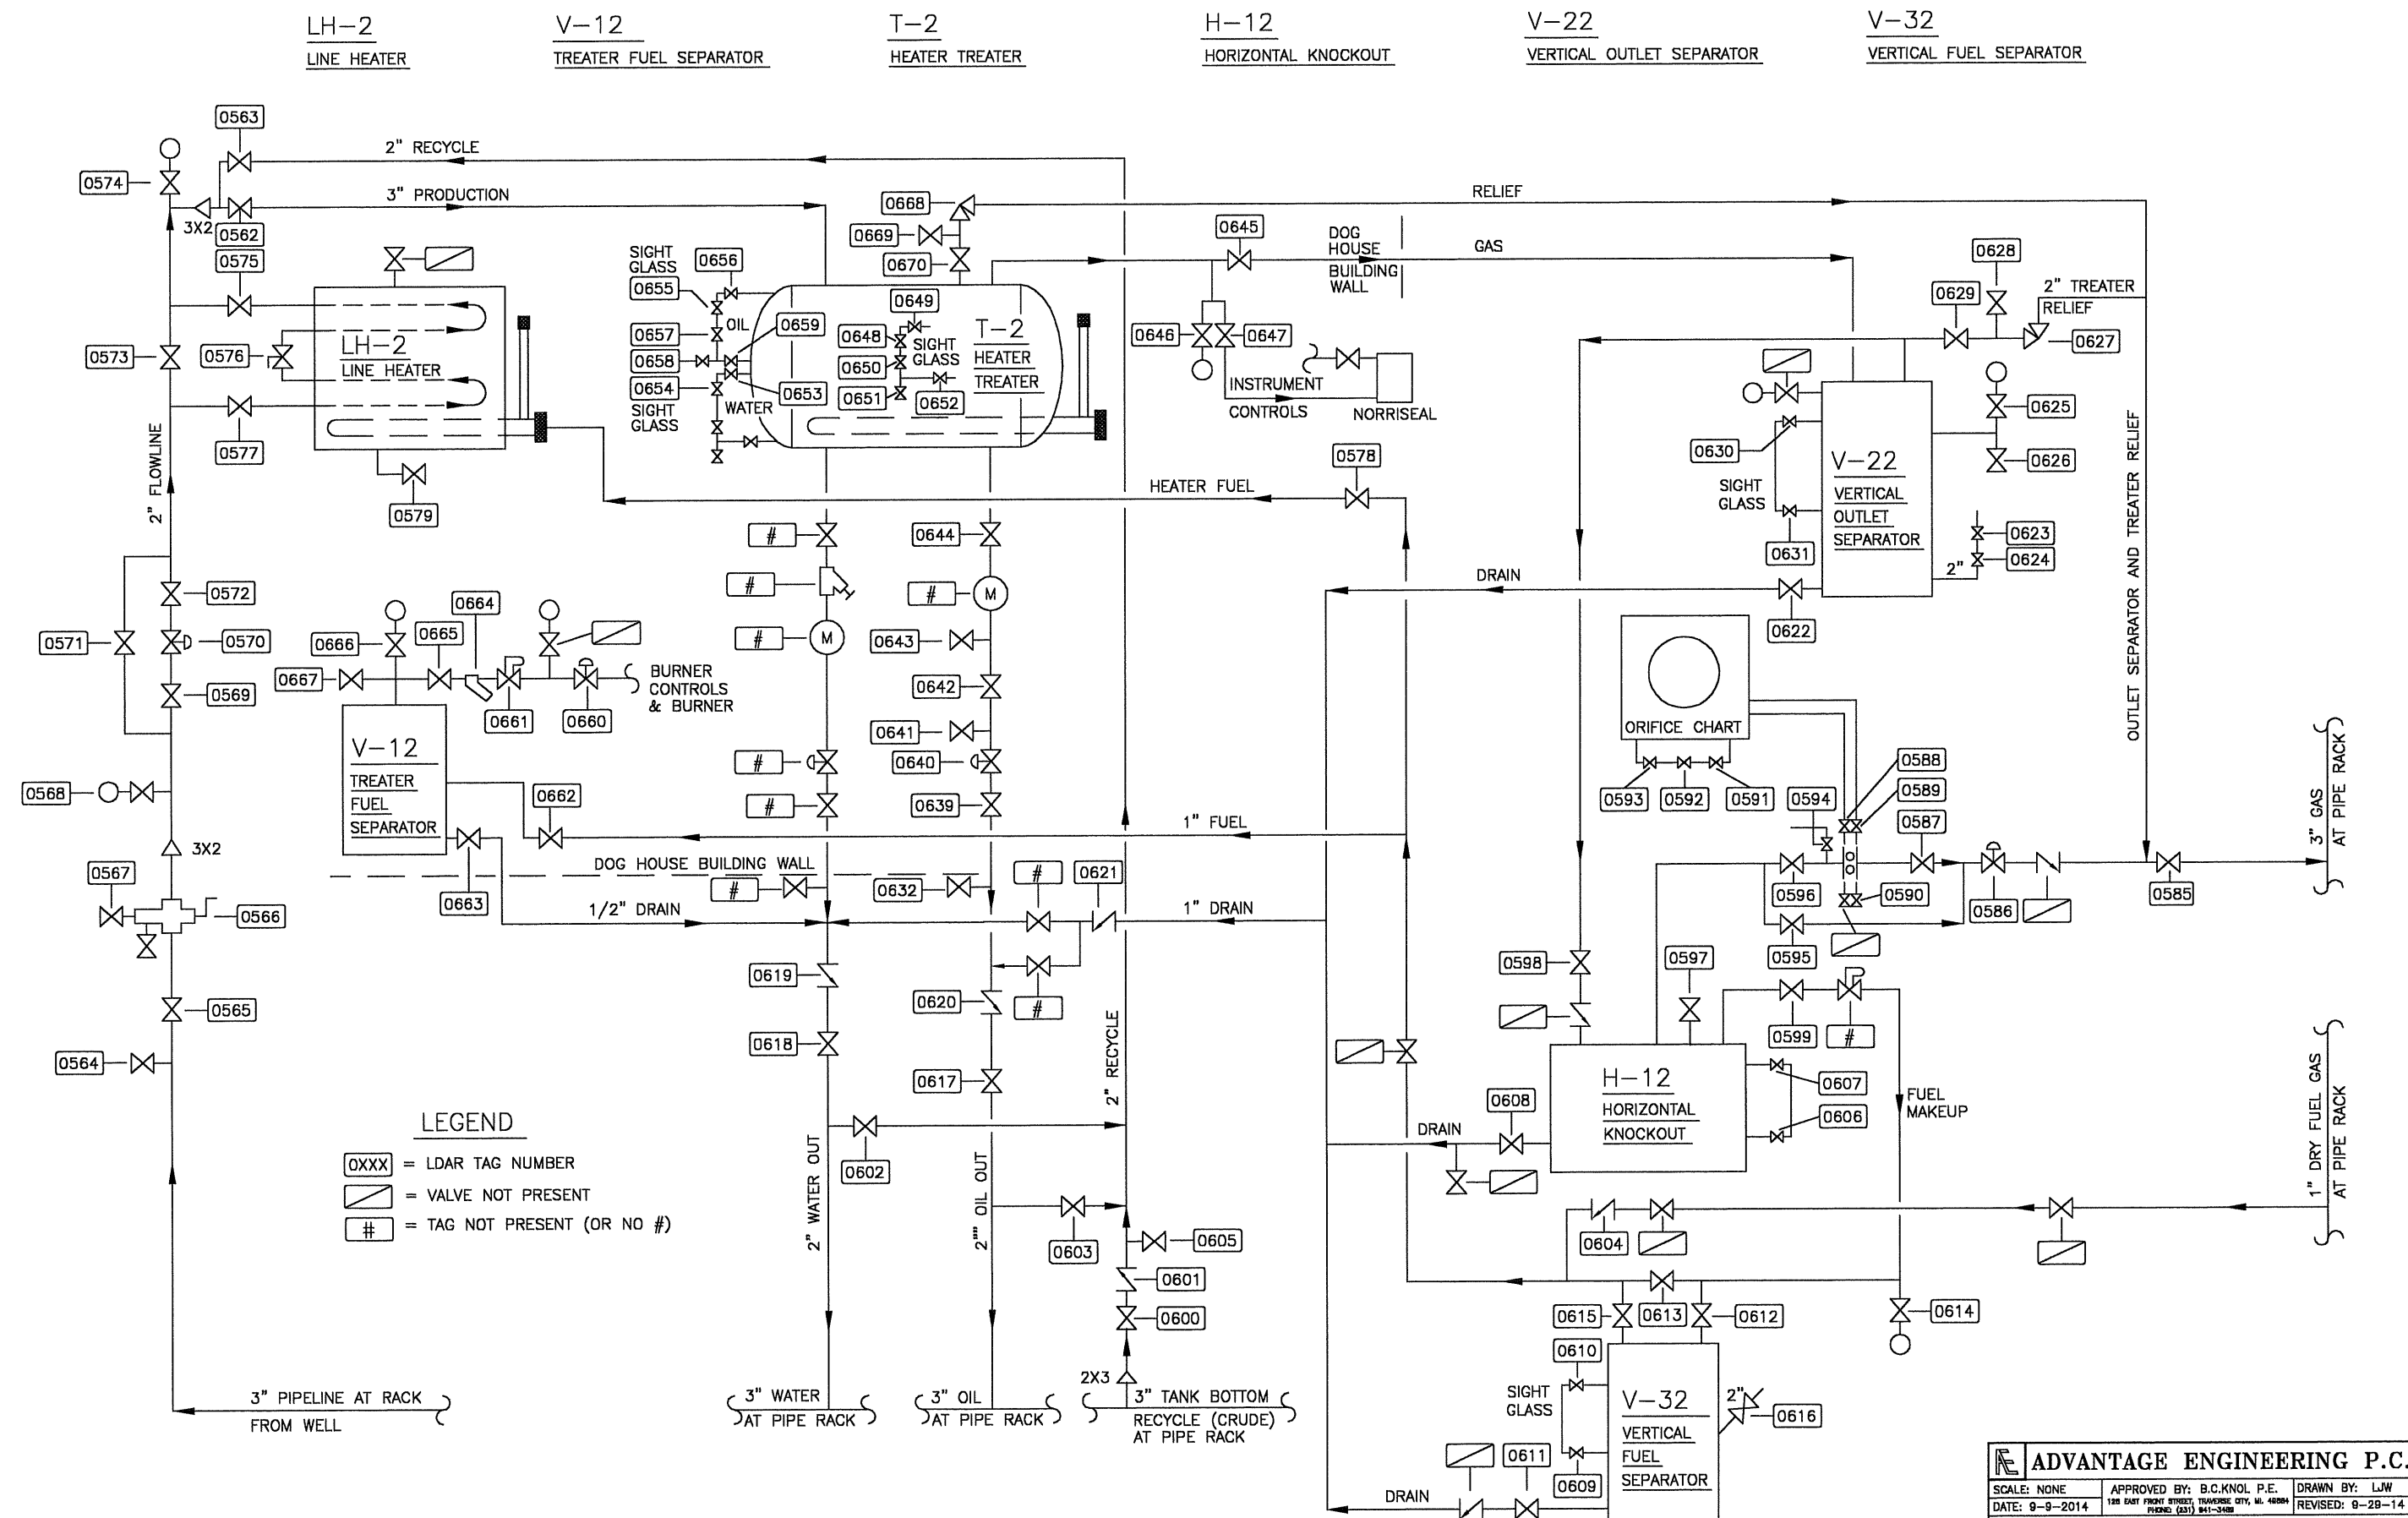 LH-2
LINE HEATER
V-12
TREATER FUEL SEPARATOR
T-2
HEATER TREATER
H-12
HORIZONTAL KNOCKOUT
V-22
VERTICAL OUTLET SEPARATOR
V-32
VERTICAL FUEL SEPARATOR
0563
2" RECYCLE
0574
3" PRODUCTION
3X2
0562
0575
0668
RELIEF
0669
0670
0645
DOG
HOUSE
BUILDING
WALL
GAS
0628
2" TREATER
RELIEF
0629
0627
SIGHT
GLASS
0656
0655
0657
OIL
0659
0658
0654
0653
SIGHT
GLASS
WATER
0649
0648
SIGHT
GLASS
0650
0651
0652
T-2
HEATER
TREATER
0646
0647
INSTRUMENT
CONTROLS
NORRISEAL
0573
0576
LH-2
LINE HEATER
0577
0579
2" FLOWLINE
0625
0626
0630
SIGHT
GLASS
0631
V-22
VERTICAL
OUTLET
SEPARATOR
0623
0624
2"
0578
HEATER FUEL
DRAIN
0622
OUTLET SEPARATOR AND TREATER RELIEF
#
0644
#
#
M
#
M
0643
0642
0641
#
0640
#
0639
0572
0571
0570
0569
0568
3X2
0567
0566
0565
0564
0664
0665
0666
0667
0661
0660
BURNER
CONTROLS
& BURNER
V-12
TREATER
FUEL
SEPARATOR
0662
0663
1" FUEL
DOG HOUSE BUILDING WALL
#
0632
#
0621
1/2" DRAIN
1" DRAIN
0619
0620
#
0618
0617
2" RECYCLE
ORIFICE CHART
0593
0592
0591
0594
0588
0589
0587
0596
0590
0595
0586
0585
3" GAS
AT PIPE RACK
0598
0597
0599
#
H-12
HORIZONTAL
KNOCKOUT
0607
0606
FUEL
MAKEUP
0608
DRAIN
1" DRY FUEL GAS
AT PIPE RACK
LEGEND
0XXX = LDAR TAG NUMBER
= VALVE NOT PRESENT
# = TAG NOT PRESENT (OR NO #)
2" WATER OUT
0602
2"" OIL OUT
0603
0605
0601
0600
2X3
0604
0615
0613
0612
0614
0610
SIGHT
GLASS
0609
V-32
VERTICAL
FUEL
SEPARATOR
2"
0616
0611
DRAIN
3" PIPELINE AT RACK
FROM WELL
3" WATER
AT PIPE RACK
3" OIL
AT PIPE RACK
3" TANK BOTTOM
RECYCLE (CRUDE)
AT PIPE RACK
ADVANTAGE ENGINEERING P.C.
SCALE: NONE
APPROVED BY: B.C.KNOL P.E.
DRAWN BY: LJW
DATE: 9-9-2014
128 EAST FRONT STREET, TRAVERSE CITY, MI. 49684
REVISED: 9-29-14